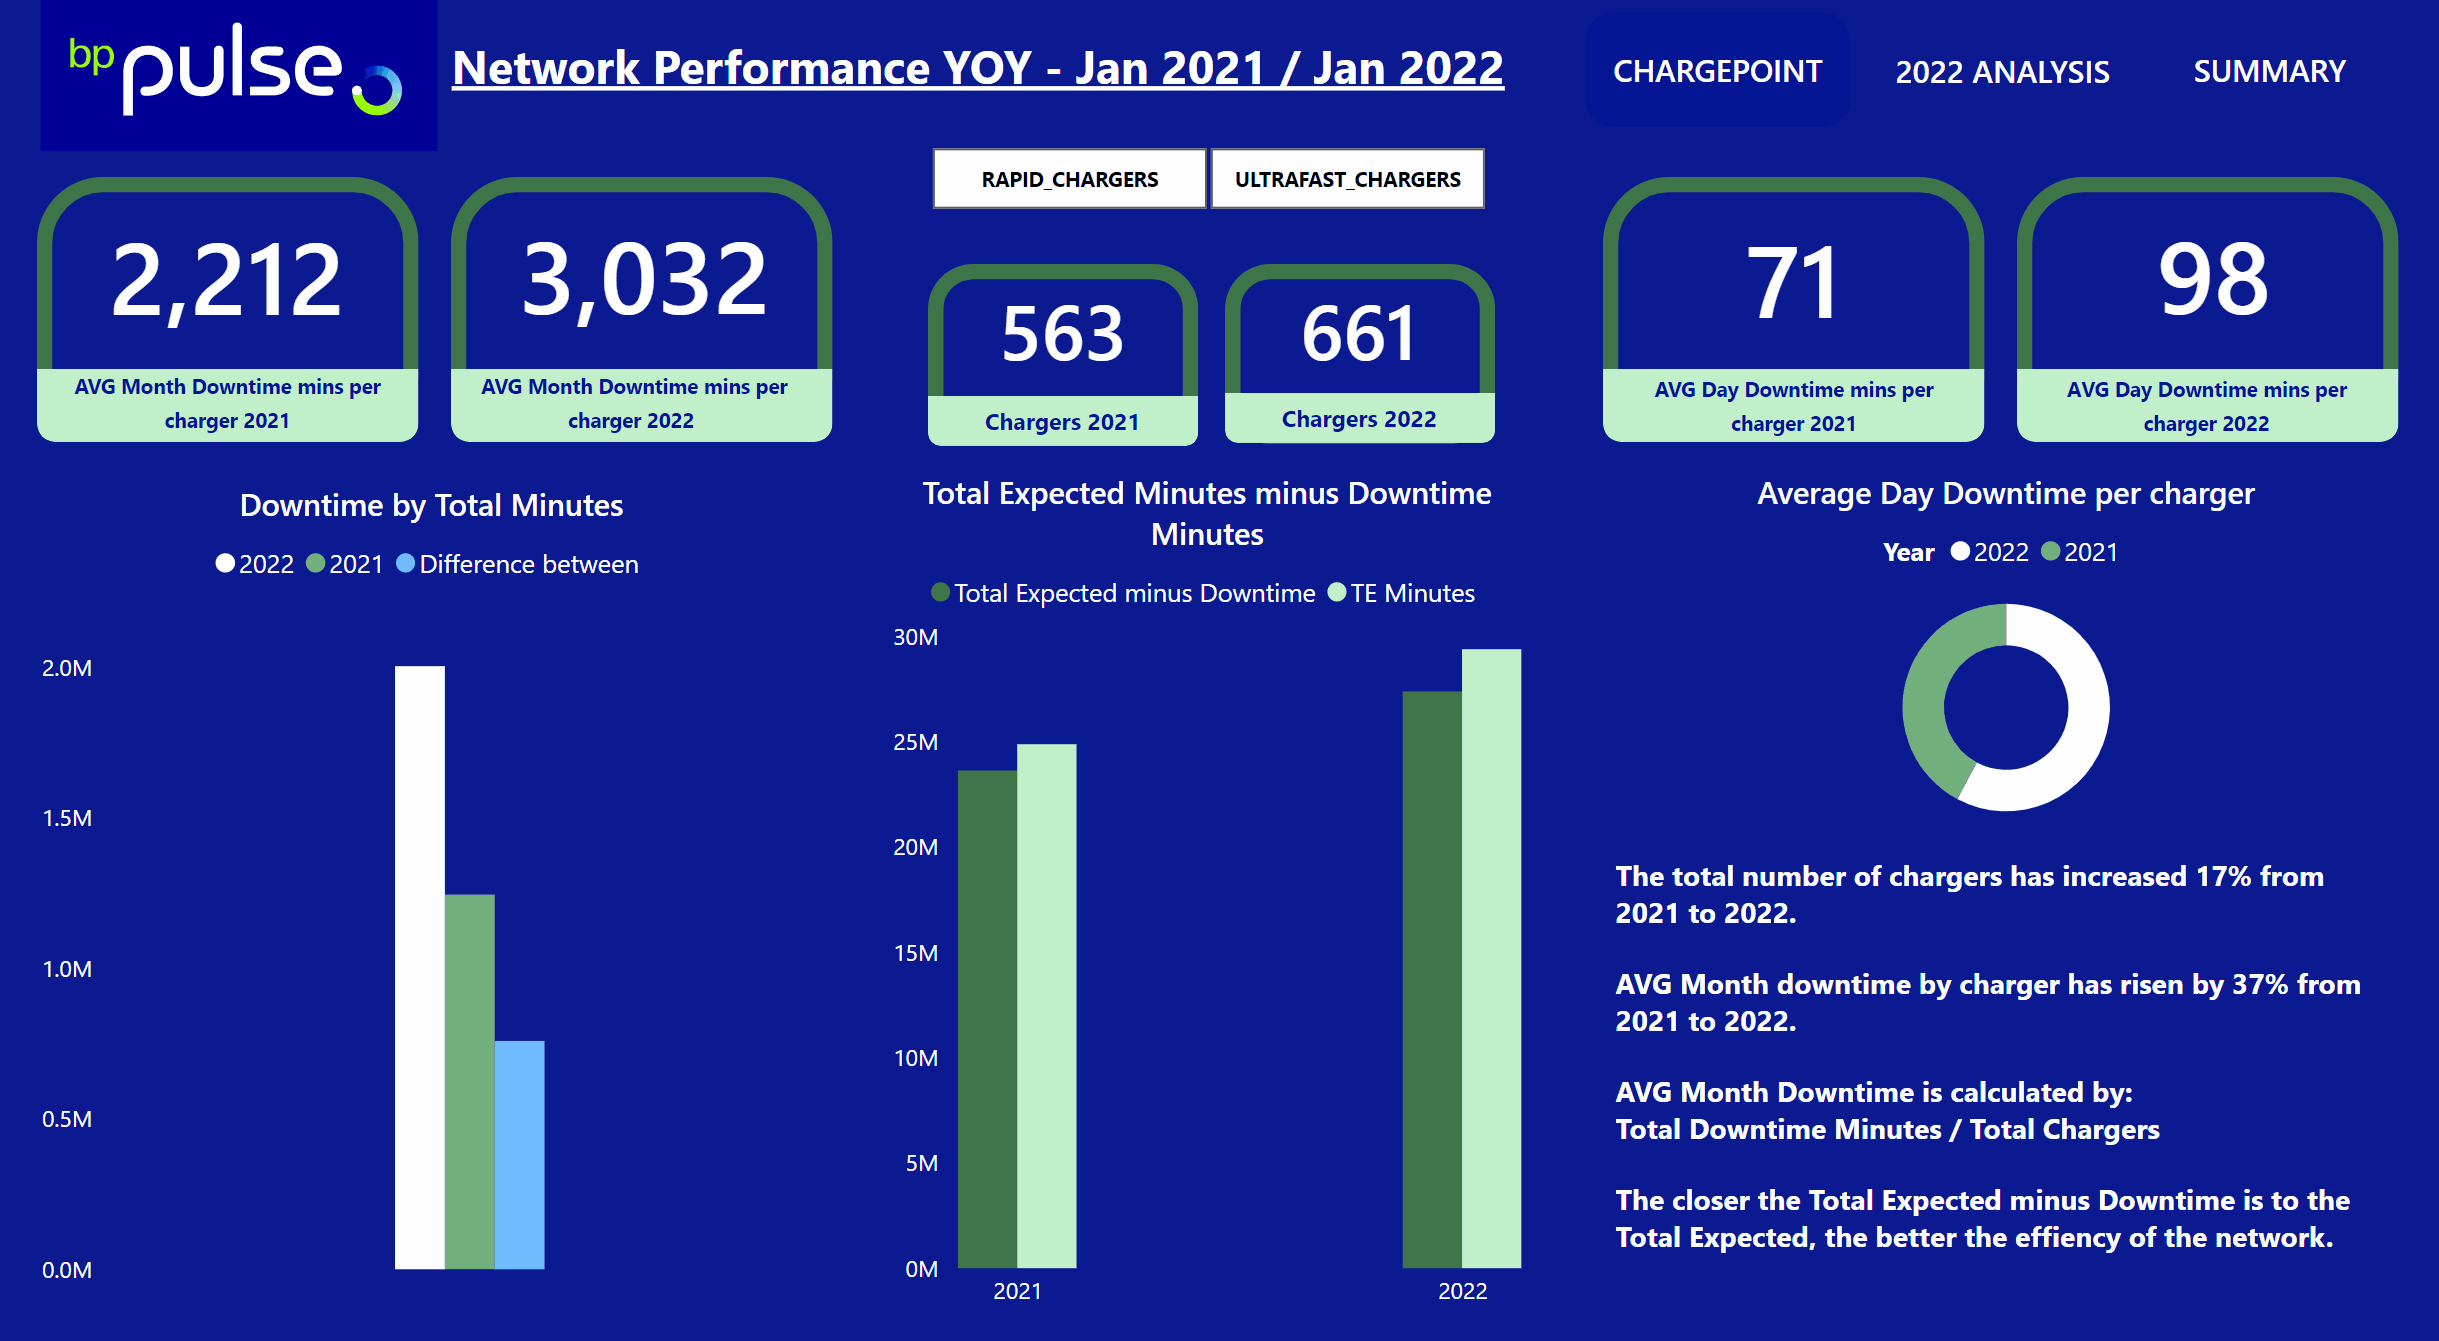 bp pulse
Network Performance YOY - Jan 2021 / Jan 2022
CHARGEPOINT
2022 ANALYSIS
SUMMARY
RAPID_CHARGERS
ULTRAFAST_CHARGERS
2,212
AVG Month Downtime mins per
charger 2021
3,032
AVG Month Downtime mins per
charger 2022
563
Chargers 2021
661
Chargers 2022
71
AVG Day Downtime mins per
charger 2021
98
AVG Day Downtime mins per
charger 2022
Downtime by Total Minutes
2022 2021 Difference between
2.0M
1.5M
1.0M
0.5M
0.0M
Total Expected Minutes minus Downtime
Minutes
Total Expected minus Downtime TE Minutes
30M
25M
20M
15M
10M
5M
0M
2021
2022
Average Day Downtime per charger
Year 2022 2021
The total number of chargers has increased 17% from
2021 to 2022.
AVG Month downtime by charger has risen by 37% from
2021 to 2022.
AVG Month Downtime is calculated by:
Total Downtime Minutes / Total Chargers
The closer the Total Expected minus Downtime is to the
Total Expected, the better the effiency of the network.